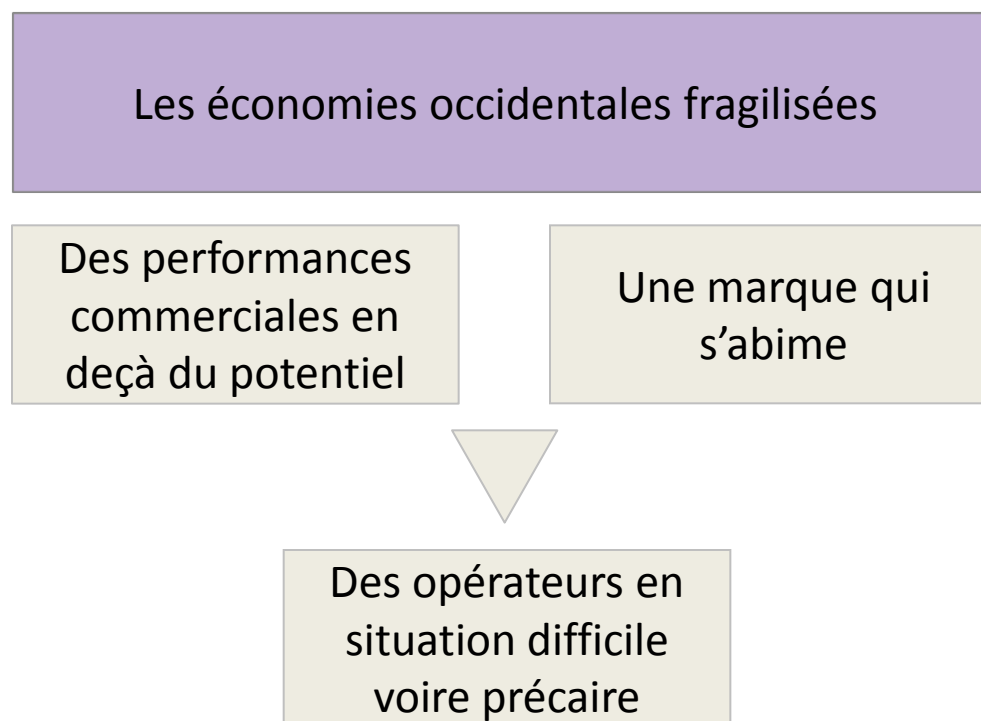 Les économies occidentales fragilisées
Des performances
commerciales en
deçà du potentiel
Une marque qui
s’abime
Des opérateurs en
situation difficile
voire précaire